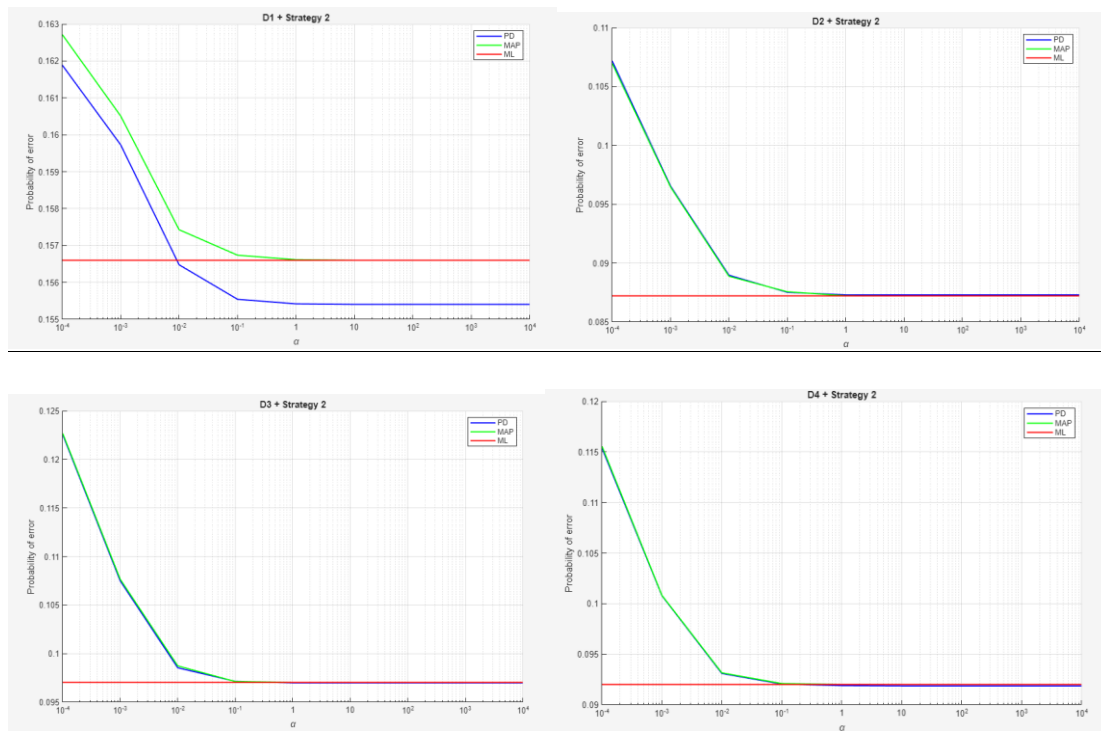 D1 + Strategy 2
PD
MAP
ML
0.163
0.162
0.161
0.16
0.159
0.158
0.157
0.156
0.155
Probability of error
10-4
10-3
10-2
10-1
1
10
102
103
104
α
D2 + Strategy 2
PD
MAP
ML
0.11
0.105
0.1
0.095
0.09
0.085
Probability of error
10-4
10-3
10-2
10-1
1
10
102
103
104
α
D3 + Strategy 2
PD
MAP
ML
0.125
0.12
0.115
0.11
0.105
0.1
0.095
Probability of error
10-4
10-3
10-2
10-1
1
10
102
103
104
α
D4 + Strategy 2
PD
MAP
ML
0.12
0.115
0.11
0.105
0.1
0.095
0.09
Probability of error
10-4
10-3
10-2
10-1
1
10
102
103
104
α